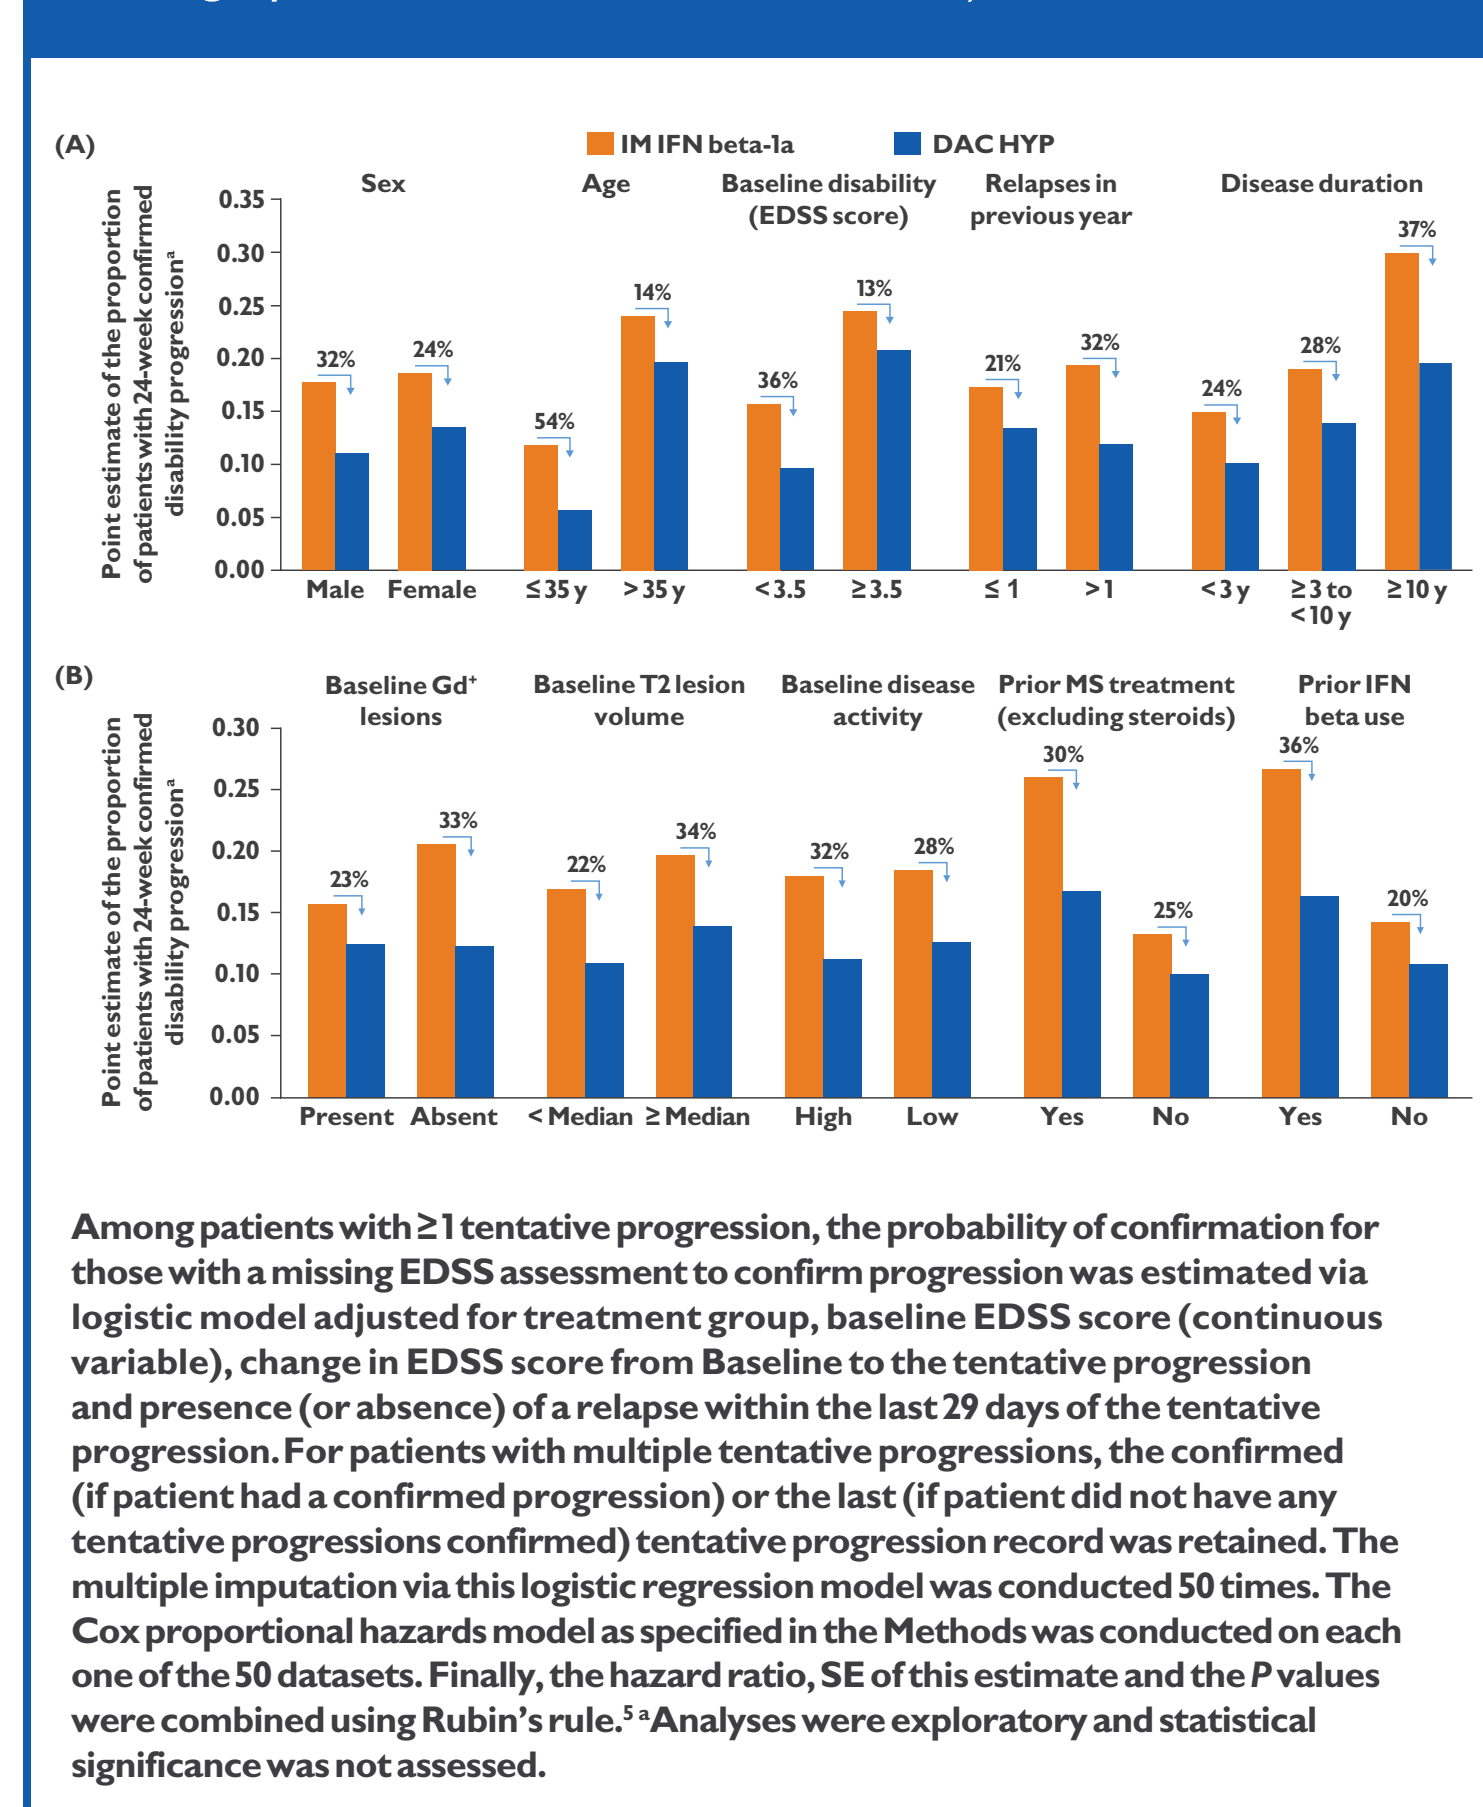 (A)
IM IFN beta-1a
DAC HYP
Sex
Age
Baseline disability
(EDSS score)
Relapses in
previous year
Disease duration
Point estimate of the proportion
of patients with 24-week confirmed
disability progressionᵃ
0.35
0.30
0.25
0.20
0.15
0.10
0.05
0.00
32%
24%
54%
14%
36%
13%
21%
32%
24%
28%
37%
Male
Female
≤35 y
>35 y
<3.5
≥3.5
≤ 1
>1
<3 y
≥3 to
<10 y
≥10 y
(B)
Baseline Gd⁺
lesions
Baseline T2 lesion
volume
Baseline disease
activity
Prior MS treatment
(excluding steroids)
Prior IFN
beta use
Point estimate of the proportion
of patients with 24-week confirmed
disability progressionᵃ
0.30
0.25
0.20
0.15
0.10
0.05
0.00
23%
33%
22%
34%
32%
28%
30%
25%
36%
20%
Present
Absent
< Median
≥ Median
High
Low
Yes
No
Yes
No
Among patients with ≥1 tentative progression, the probability of confirmation for
those with a missing EDSS assessment to confirm progression was estimated via
logistic model adjusted for treatment group, baseline EDSS score (continuous
variable), change in EDSS score from Baseline to the tentative progression
and presence (or absence) of a relapse within the last 29 days of the tentative
progression. For patients with multiple tentative progressions, the confirmed
(if patient had a confirmed progression) or the last (if patient did not have any
tentative progressions confirmed) tentative progression record was retained. The
multiple imputation via this logistic regression model was conducted 50 times. The
Cox proportional hazards model as specified in the Methods was conducted on each
one of the 50 datasets. Finally, the hazard ratio, SE of this estimate and the P values
were combined using Rubin's rule.⁵ ᵃAnalyses were exploratory and statistical
significance was not assessed.